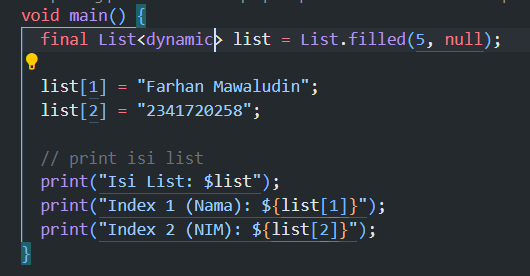 void main() {
final List<dynamic> list = List.filled(5, null);
list[1] = "Farhan Mawaludin";
list[2] = "2341720258";
// print isi list
print("Isi List: $list");
print("Index 1 (Nama): ${list[1]}");
print("Index 2 (NIM): ${list[2]}");
}